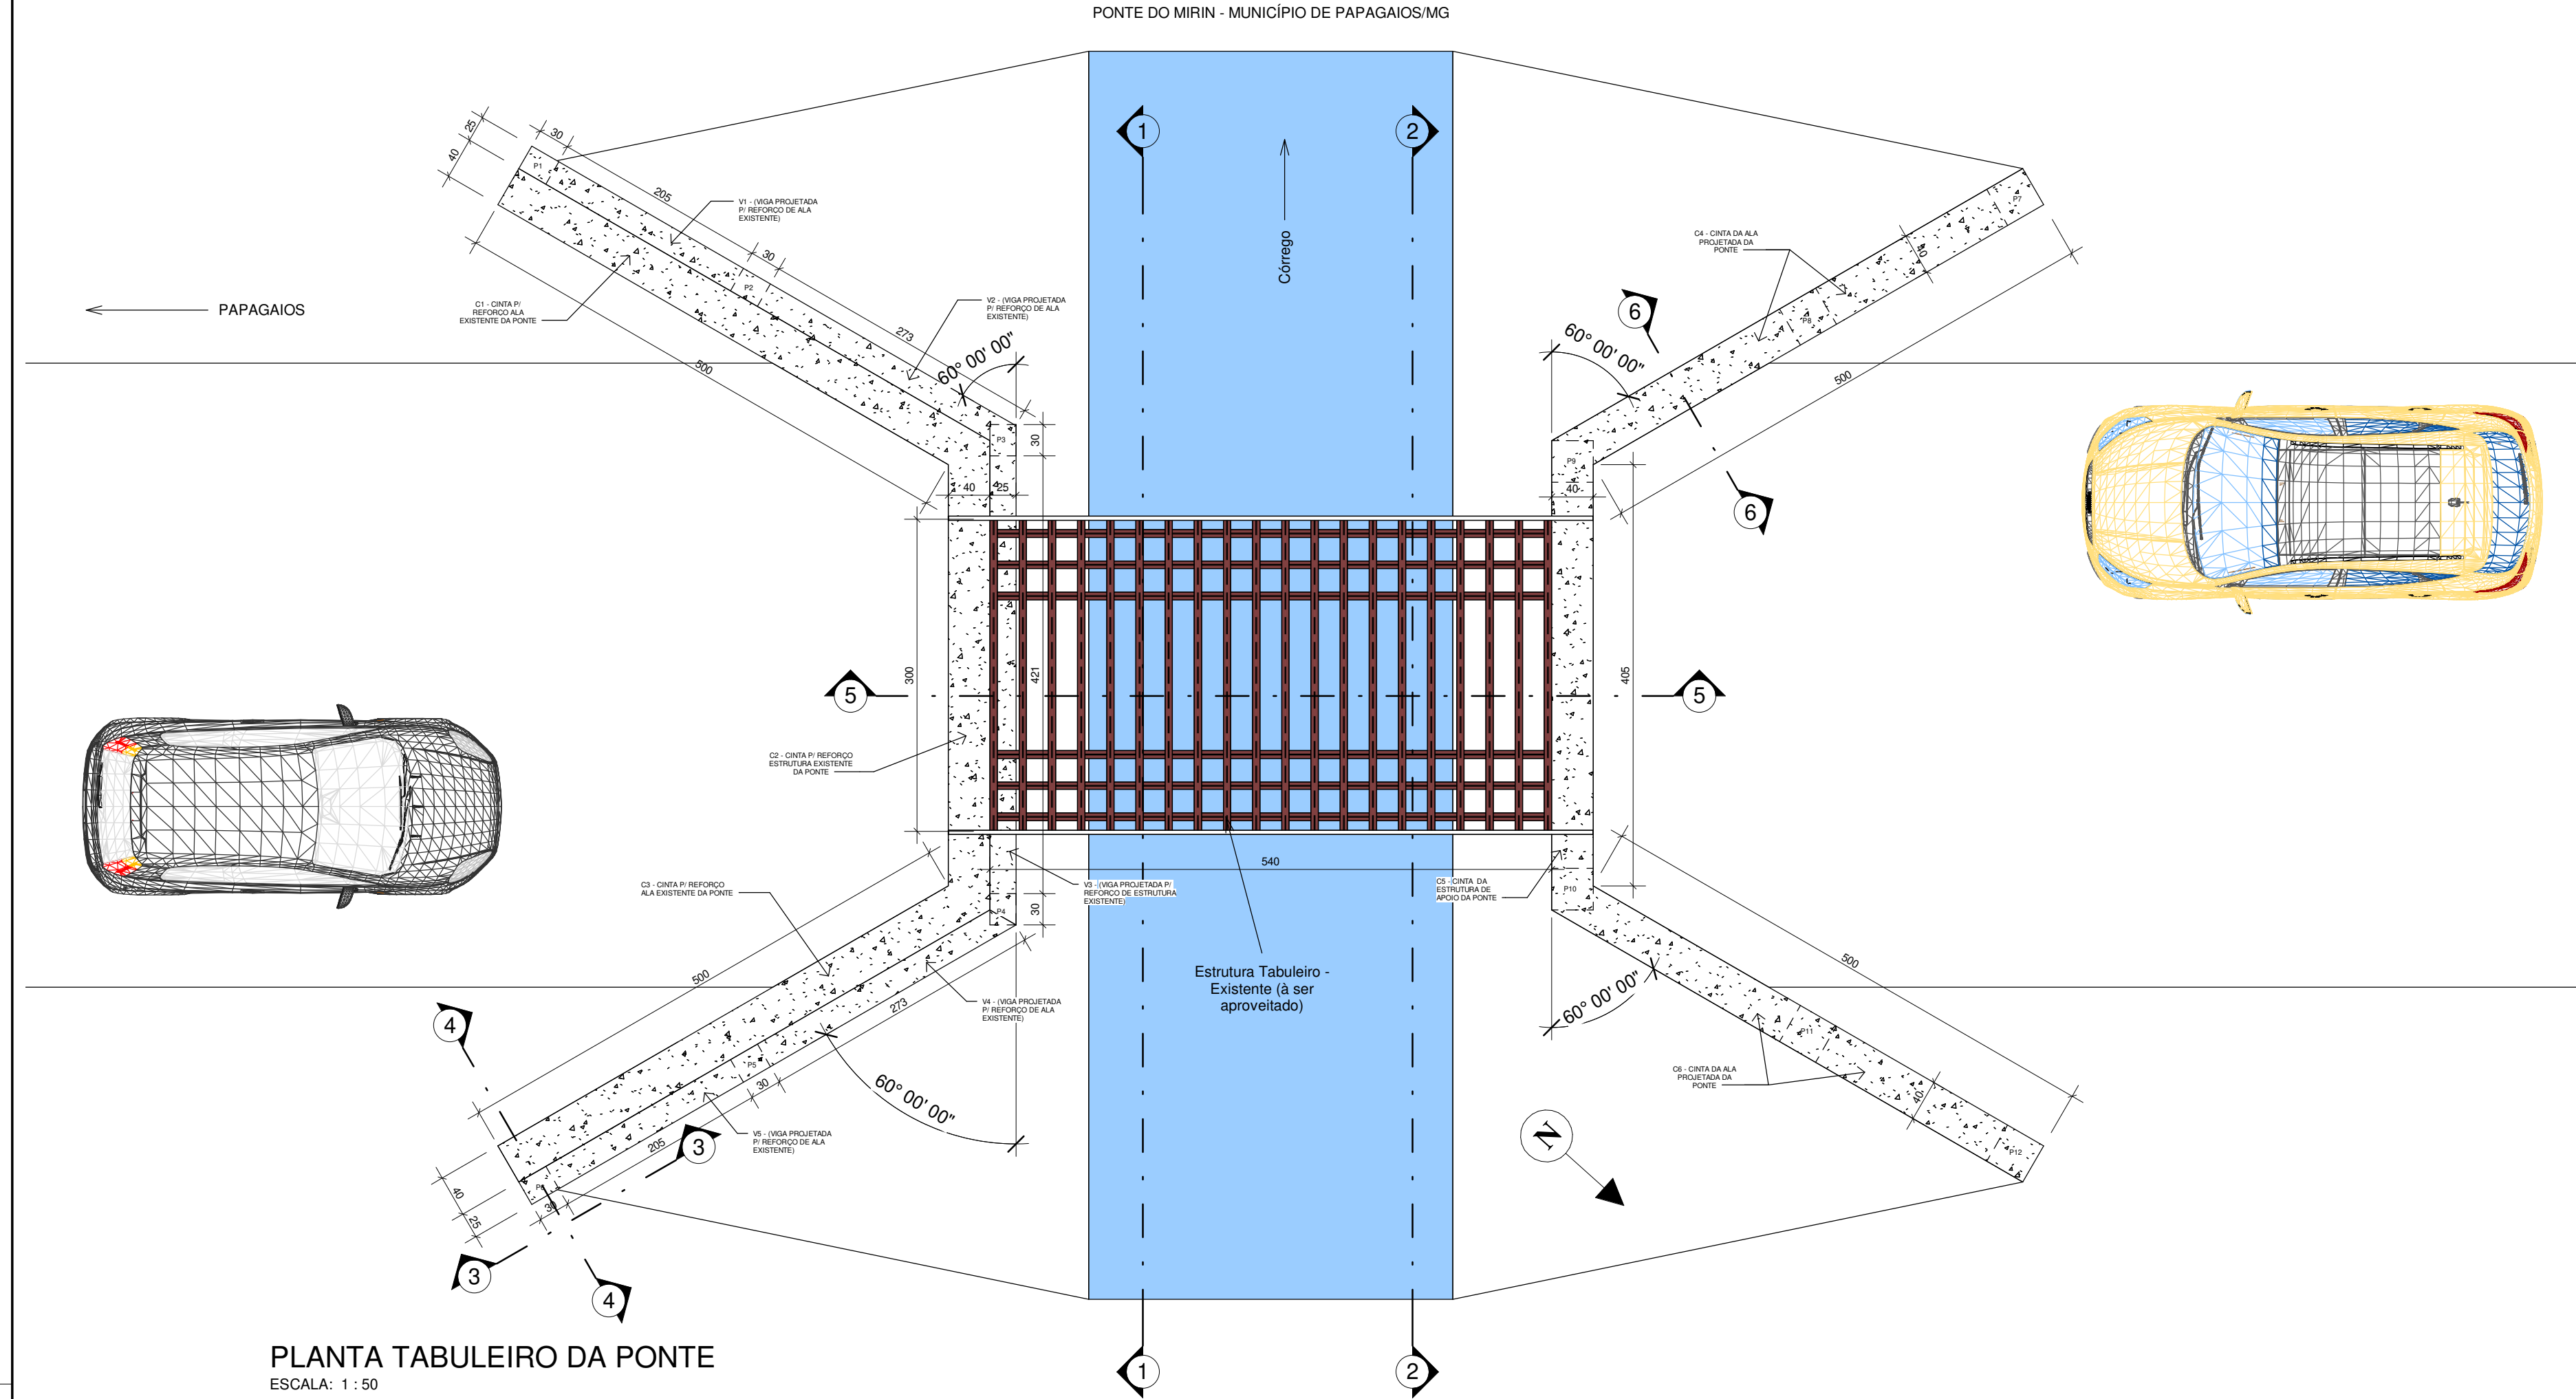 PONTE DO MIRIN - MUNICÍPIO DE PAPAGAIOS/MG
1
2
Córrego
PAPAGAIOS
25
40
30
P1
205
V1 - (VIGA PROJETADA
P/ REFORÇO DE ALA
EXISTENTE)
30
P2
C1 - CINTA P/
REFORÇO ALA
EXISTENTE DA PONTE
V2 - (VIGA PROJETADA
P/ REFORÇO DE ALA
EXISTENTE)
273
60° 00' 00"
500
P3
30
40
25
C4 - CINTA DA ALA
PROJETADA DA
PONTE
P7
40
P8
6
60° 00' 00"
500
P9
40
6
300
421
405
5
5
C2 - CINTA P/ REFORÇO
ESTRUTURA EXISTENTE
DA PONTE
540
C3 - CINTA P/ REFORÇO
ALA EXISTENTE DA PONTE
V3 - (VIGA PROJETADA P/
REFORÇO DE ESTRUTURA
EXISTENTE)
C5 - CINTA DA
ESTRUTURA DE
APOIO DA PONTE
P10
30
P4
500
Estrutura Tabuleiro -
Existente (à ser
aproveitado)
V4 - (VIGA PROJETADA
P/ REFORÇO DE ALA
EXISTENTE)
273
60° 00' 00"
500
P11
4
P5
30
60° 00' 00"
C6 - CINTA DA ALA
PROJETADA DA
PONTE
40
V5 - (VIGA PROJETADA
P/ REFORÇO DE ALA
EXISTENTE)
205
3
N
P12
40
25
P6
30
3
4
PLANTA TABULEIRO DA PONTE
ESCALA: 1 : 50
1
2